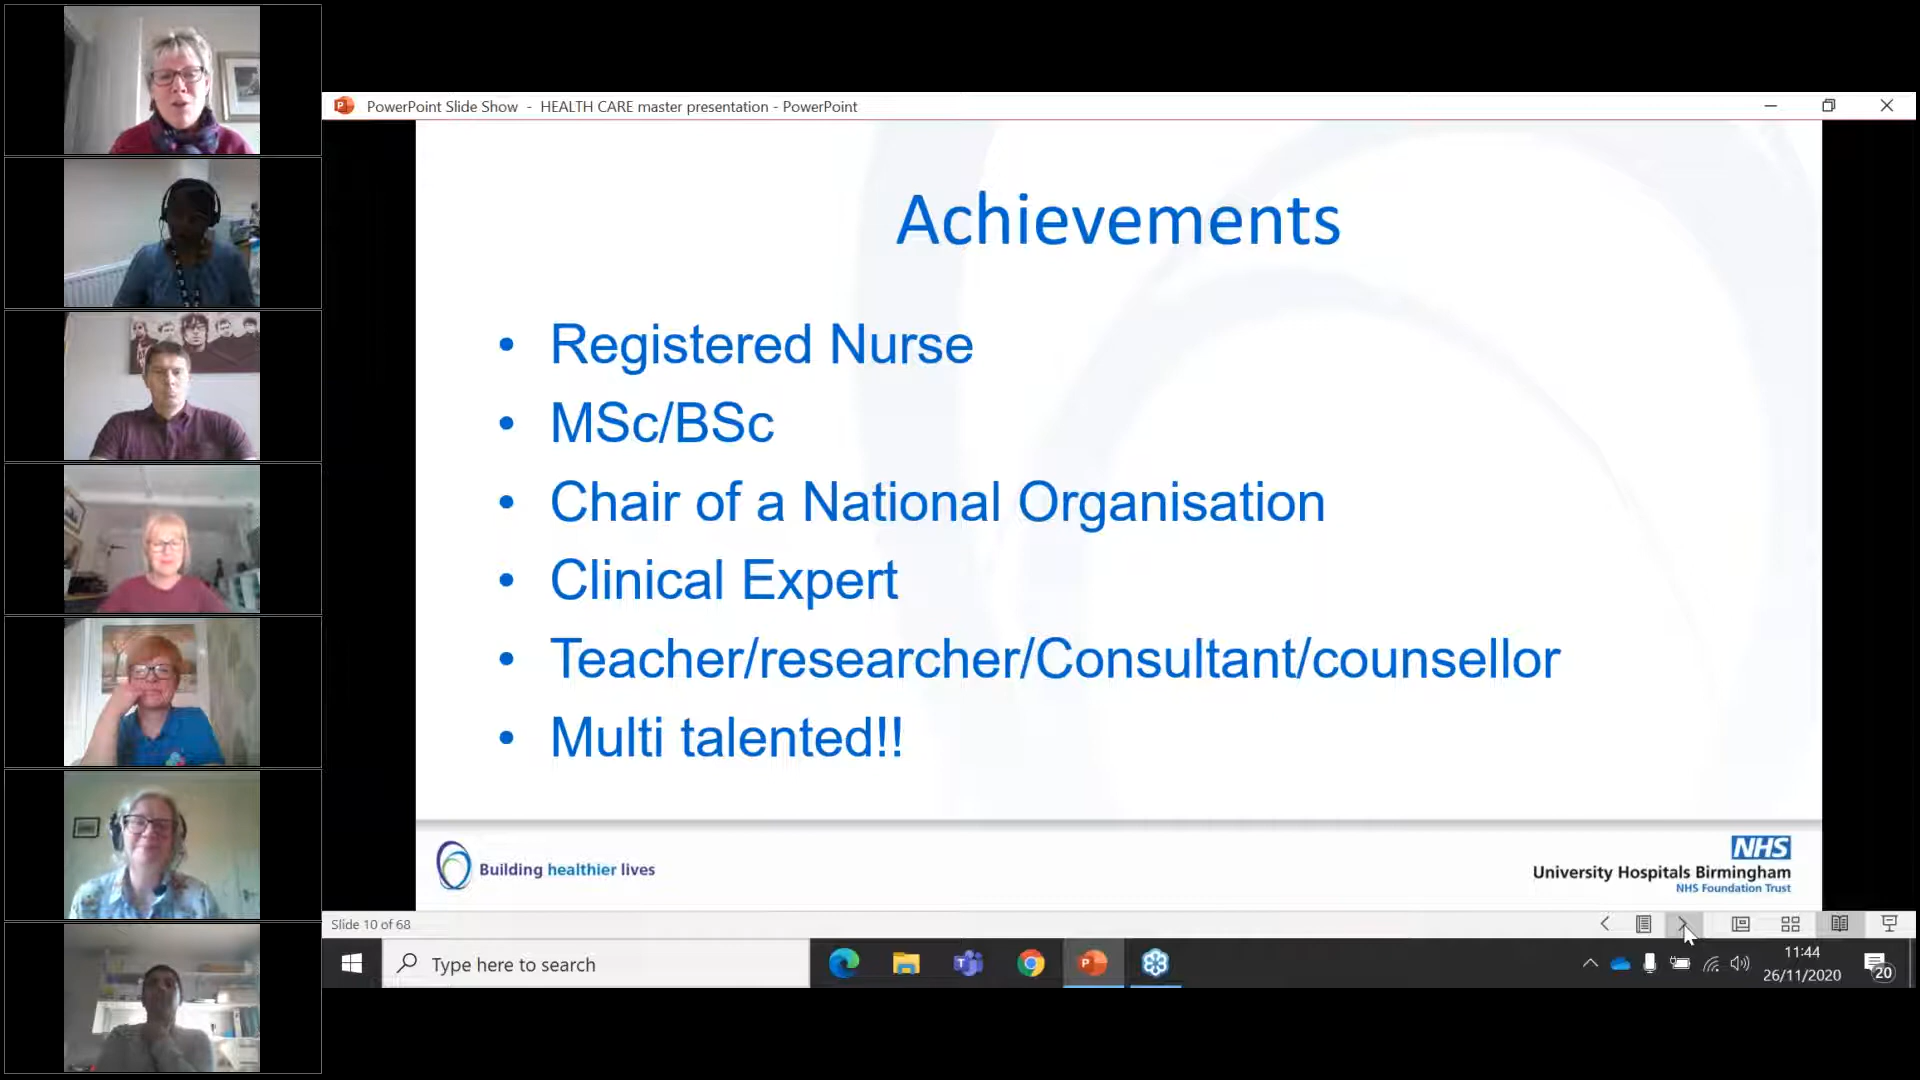 PowerPoint Slide Show - HEALTH CARE master presentation - PowerPoint
Achievements
• Registered Nurse
• MSc/BSc
• Chair of a National Organisation
• Clinical Expert
• Teacher/researcher/Consultant/counsellor
• Multi talented!!
Building healthier lives
NHS
University Hospitals Birmingham
NHS Foundation Trust
Slide 10 of 68
Type here to search
11:44
26/11/2020
20